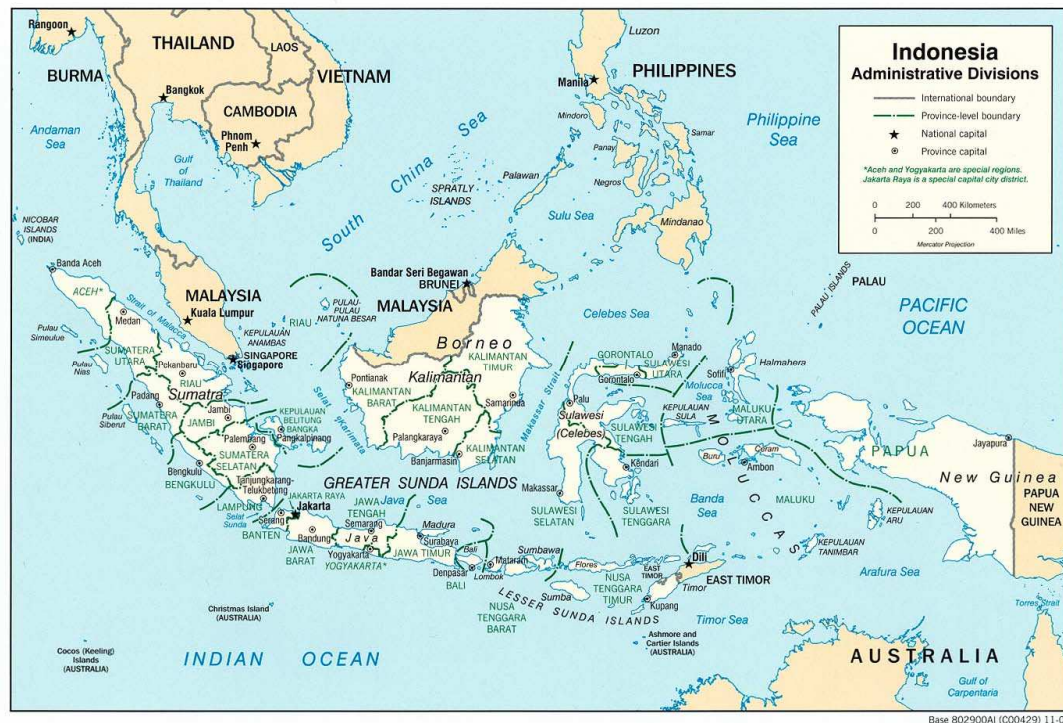 Rangoon
THAILAND
LAOS
BURMA
VIETNAM
Bangkok
CAMBODIA
Phnom
Penh
Andaman
Sea
Gulf
of
Thailand
South China Sea
SPRATLY
ISLANDS
Luzon
PHILIPPINES
Manila
Mindoro
Panay
Samar
Negros
Palawan
Sulu Sea
Mindanao
Philippine
Sea
Indonesia
Administrative Divisions
International boundary
Province-level boundary
National capital
Province capital
*Aceh and Yogyakarta are special regions.
Jakarta Raya is a special capital city district.
0 200 400 Kilometers
0 200 400 Miles
Mercator Projection
NICOBAR
ISLANDS
(INDIA)
Banda Aceh
ACEH*
Strait of Malacca
Medan
MALAYSIA
Kuala Lumpur
Pulau
Simeulue
Pulau
Nias
SUMATERA
UTARA
Pekanbaru
RIAU
Sumatra
SINGAPORE
Singapore
KEPULAUAN
ANAMBAS
RIAU
PULAU-
PULAU
NATUNA BESAR
Bandar Seri Begawan
BRUNEI
MALAYSIA
Borneo
Kalimantan
KALIMANTAN
TIMUR
Pontianak
KALIMANTAN
BARAT
KALIMANTAN
TENGAH
Samarinda
Palangkaraya
Banjarmasin
KALIMANTAN
SELATAN
Makassar Strait
Celebes Sea
PALAU ISLANDS
PALAU
PACIFIC
OCEAN
GORONTALO
Gorontalo
SULAWESI
UTARA
Manado
Sofifi
Halmahera
Molucca
Sea
Palu
Sulawesi
(Celebes)
SULAWESI
TENGAH
KEPULAUAN
SULA
MALUKU
UTARA
MOLUCCAS
Buru
Ceram
Ambon
PAPUA
Jayapura
New Guinea
PAPUA
NEW
GUINEA
Padang
Pulau
Siberut
SUMATERA
BARAT
Jambi
JAMBI
Palembang
SUMATERA
SELATAN
KEPULAUAN
BELITUNG
BANGKA
Pangkalpinang
Bengkulu
BENGKULU
Tanjungkarang-
Telukbetong
LAMPUNG
Selat
Sunda
JAKARTA RAYA
Jakarta
Serang
BANTEN
Bandung
JAWA
BARAT
GREATER SUNDA ISLANDS
JAWA
TENGAH
Java Sea
Semarang
Java
Yogyakarta
YOGYAKARTA*
Madura
Surabaya
JAWA TIMUR
Bali
Denpasar
BALI
Mataram
Lombok
Sumbawa
NUSA
TENGGARA
BARAT
LESSER SUNDA ISLANDS
Sumba
Flores
NUSA
TENGGARA
TIMUR
Makassar
SULAWESI
SELATAN
Kendari
SULAWESI
TENGGARA
Banda
Sea
MALUKU
KEPULAUAN
ARU
KEPULAUAN
TANIMBAR
Arafura Sea
EAST
TIMOR
Dili
EAST TIMOR
Timor
Kupang
Timor Sea
Torres Strait
Christmas Island
(AUSTRALIA)
Cocos (Keeling)
Islands
(AUSTRALIA)
INDIAN OCEAN
Ashmore and
Cartier Islands
(AUSTRALIA)
AUSTRALIA
Gulf of
Carpentaria
Base 802900AI (C00429) 11-0